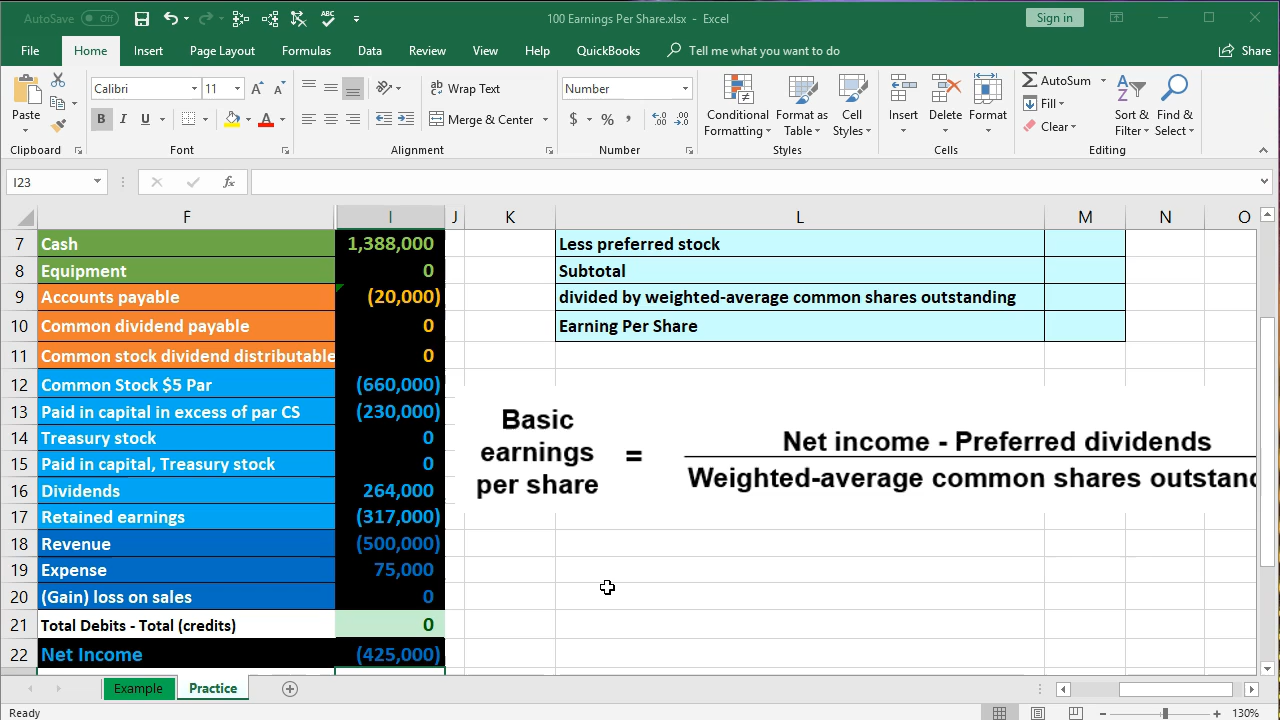 AutoSave Off
100 Earnings Per Share.xlsx - Excel
Sign in
File Home Insert Page Layout Formulas Data Review View Help QuickBooks Tell me what you want to do Share
Paste
Clipboard
Calibri 11
B I U
Font
Wrap Text
Merge & Center
Alignment
Number
$ % ,
Number
Conditional Formatting
Format as Table
Cell Styles
Styles
Insert Delete Format
Cells
AutoSum
Fill
Clear
Sort & Filter
Find & Select
Editing
I23 fx
F I J K L M N O
7 Cash 1,388,000 Less preferred stock
8 Equipment 0 Subtotal
9 Accounts payable (20,000) divided by weighted-average common shares outstanding
10 Common dividend payable 0 Earning Per Share
11 Common stock dividend distributable 0
12 Common Stock $5 Par (660,000)
13 Paid in capital in excess of par CS (230,000)
14 Treasury stock 0
15 Paid in capital, Treasury stock 0
16 Dividends 264,000
17 Retained earnings (317,000)
18 Revenue (500,000)
19 Expense 75,000
20 (Gain) loss on sales 0
21 Total Debits - Total (credits) 0
22 Net Income (425,000)
Basic
earnings
per share
=
Net income - Preferred dividends
Weighted-average common shares outstand
Example Practice
Ready
130%